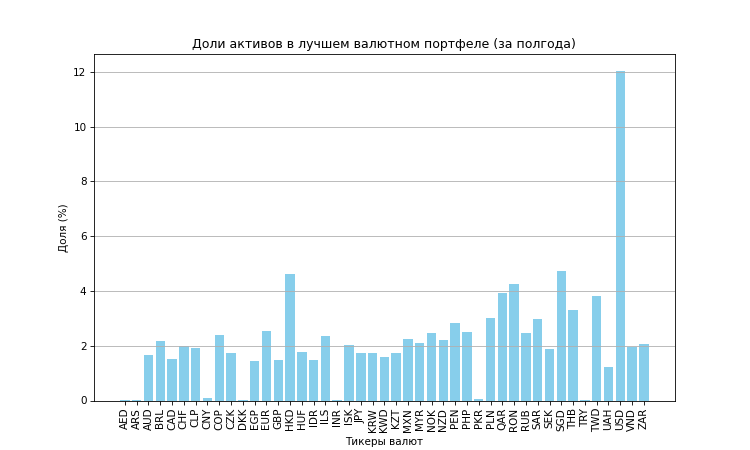 Доли активов в лучшем валютном портфеле (за полгода)
12
10
8
6
4
2
0
Доля (%)
AED ARS AUD BRL CAD CHF CLP CNY COP CZK DKK EGP EUR GBP HKD HUF IDR ILS INR ISK JPY KRW KWD KZT MXN MYR NOK NZD PEN PHP PKR PLN QAR RON RUB SAR SEK SGD THB TRY TWD UAH USD VND ZAR
Тикеры валют